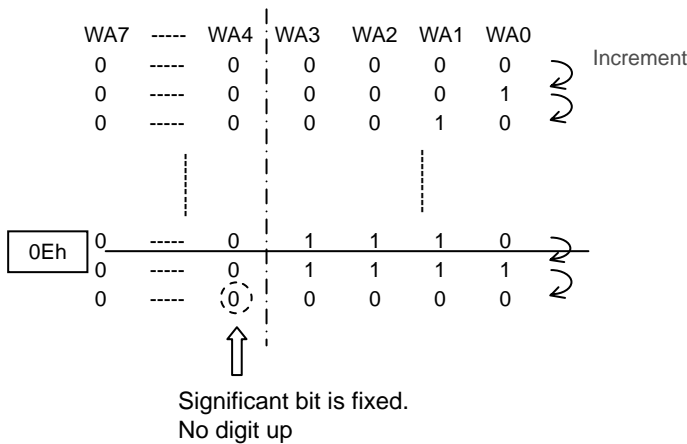 WA7 ----- WA4 WA3 WA2 WA1 WA0
0 ----- 0 0 0 0 0 Increment
0 ----- 0 0 0 0 1
0 ----- 0 0 0 1 0
0Eh 0 ----- 0 1 1 1 0
0 ----- 0 1 1 1 1
0 ----- 0 0 0 0 0
Significant bit is fixed.
No digit up